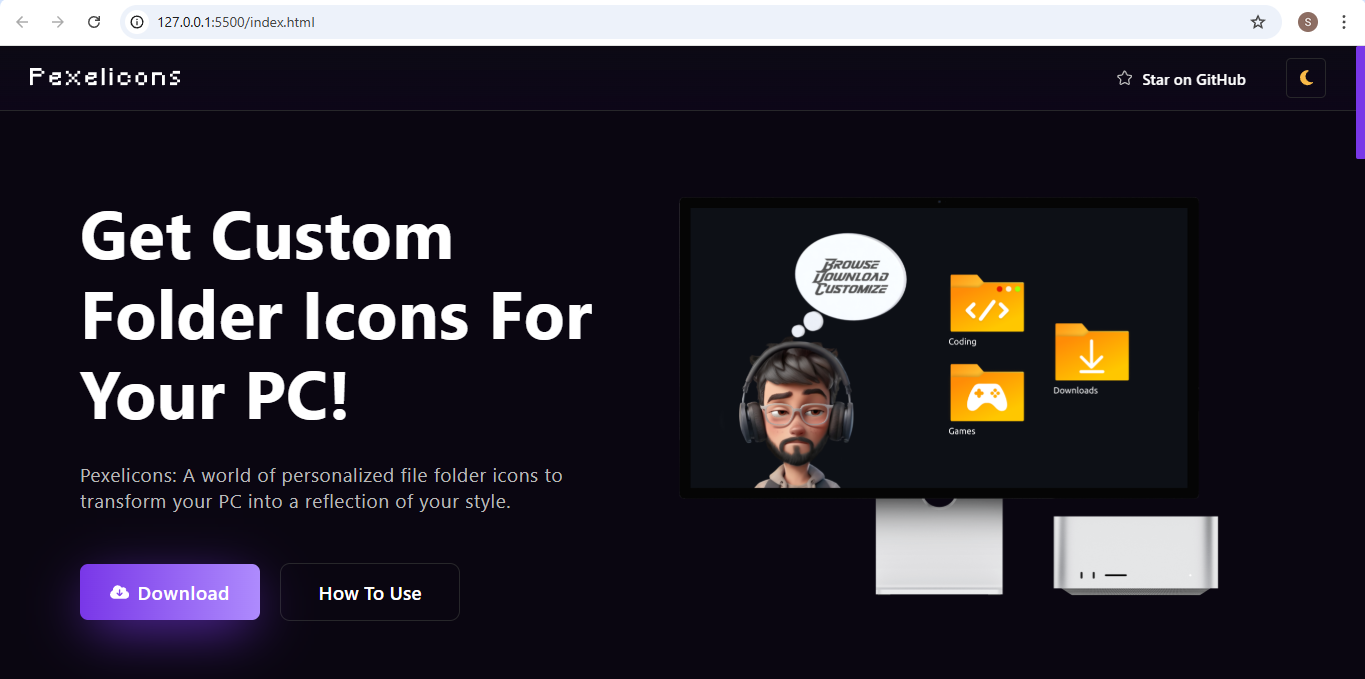 127.0.0.1:5500/index.html
S
Pexelicons
Star on GitHub
Get Custom
Folder Icons For
Your PC!
Pexelicons: A world of personalized file folder icons to
transform your PC into a reflection of your style.
Download
How To Use
BROWSE
DOWNLOAD
CUSTOMIZE
Coding
Downloads
Games